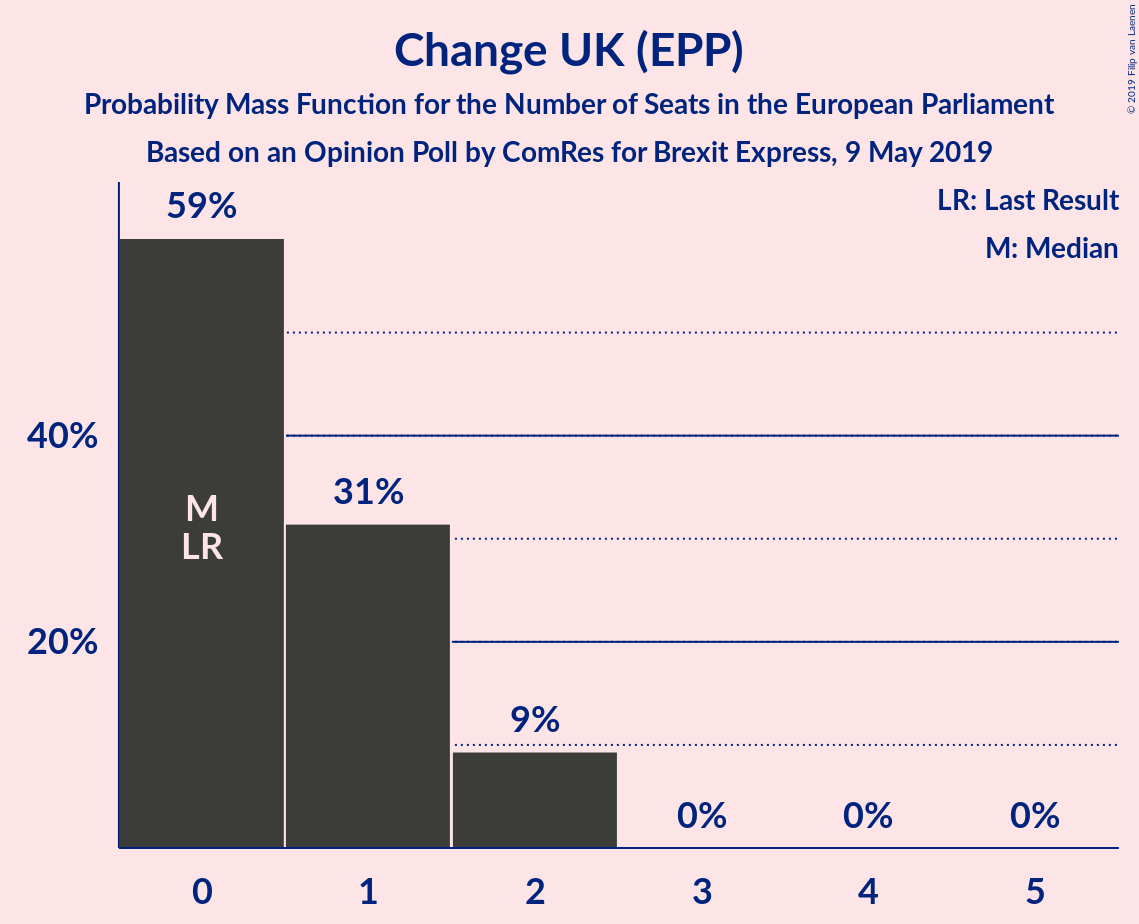 Change UK (EPP)
Probability Mass Function for the Number of Seats in the European Parliament
Based on an Opinion Poll by ComRes for Brexit Express, 9 May 2019
© 2019 Filip van Laenen
LR: Last Result
M: Median
59%
40%
31%
M
LR
20%
9%
0%
0%
0%
0
1
2
3
4
5